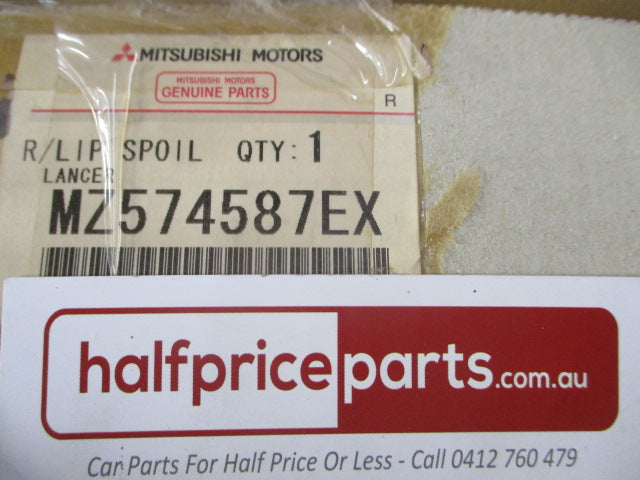 MITSUBISHI MOTORS
MITSUBISHI MOTORS
GENUINE PARTS
R
R/LIP SPOIL QTY: 1
LANCER
MZ574587EX
halfpriceparts.com.au
Car Parts For Half Price Or Less - Call 0412 760 479